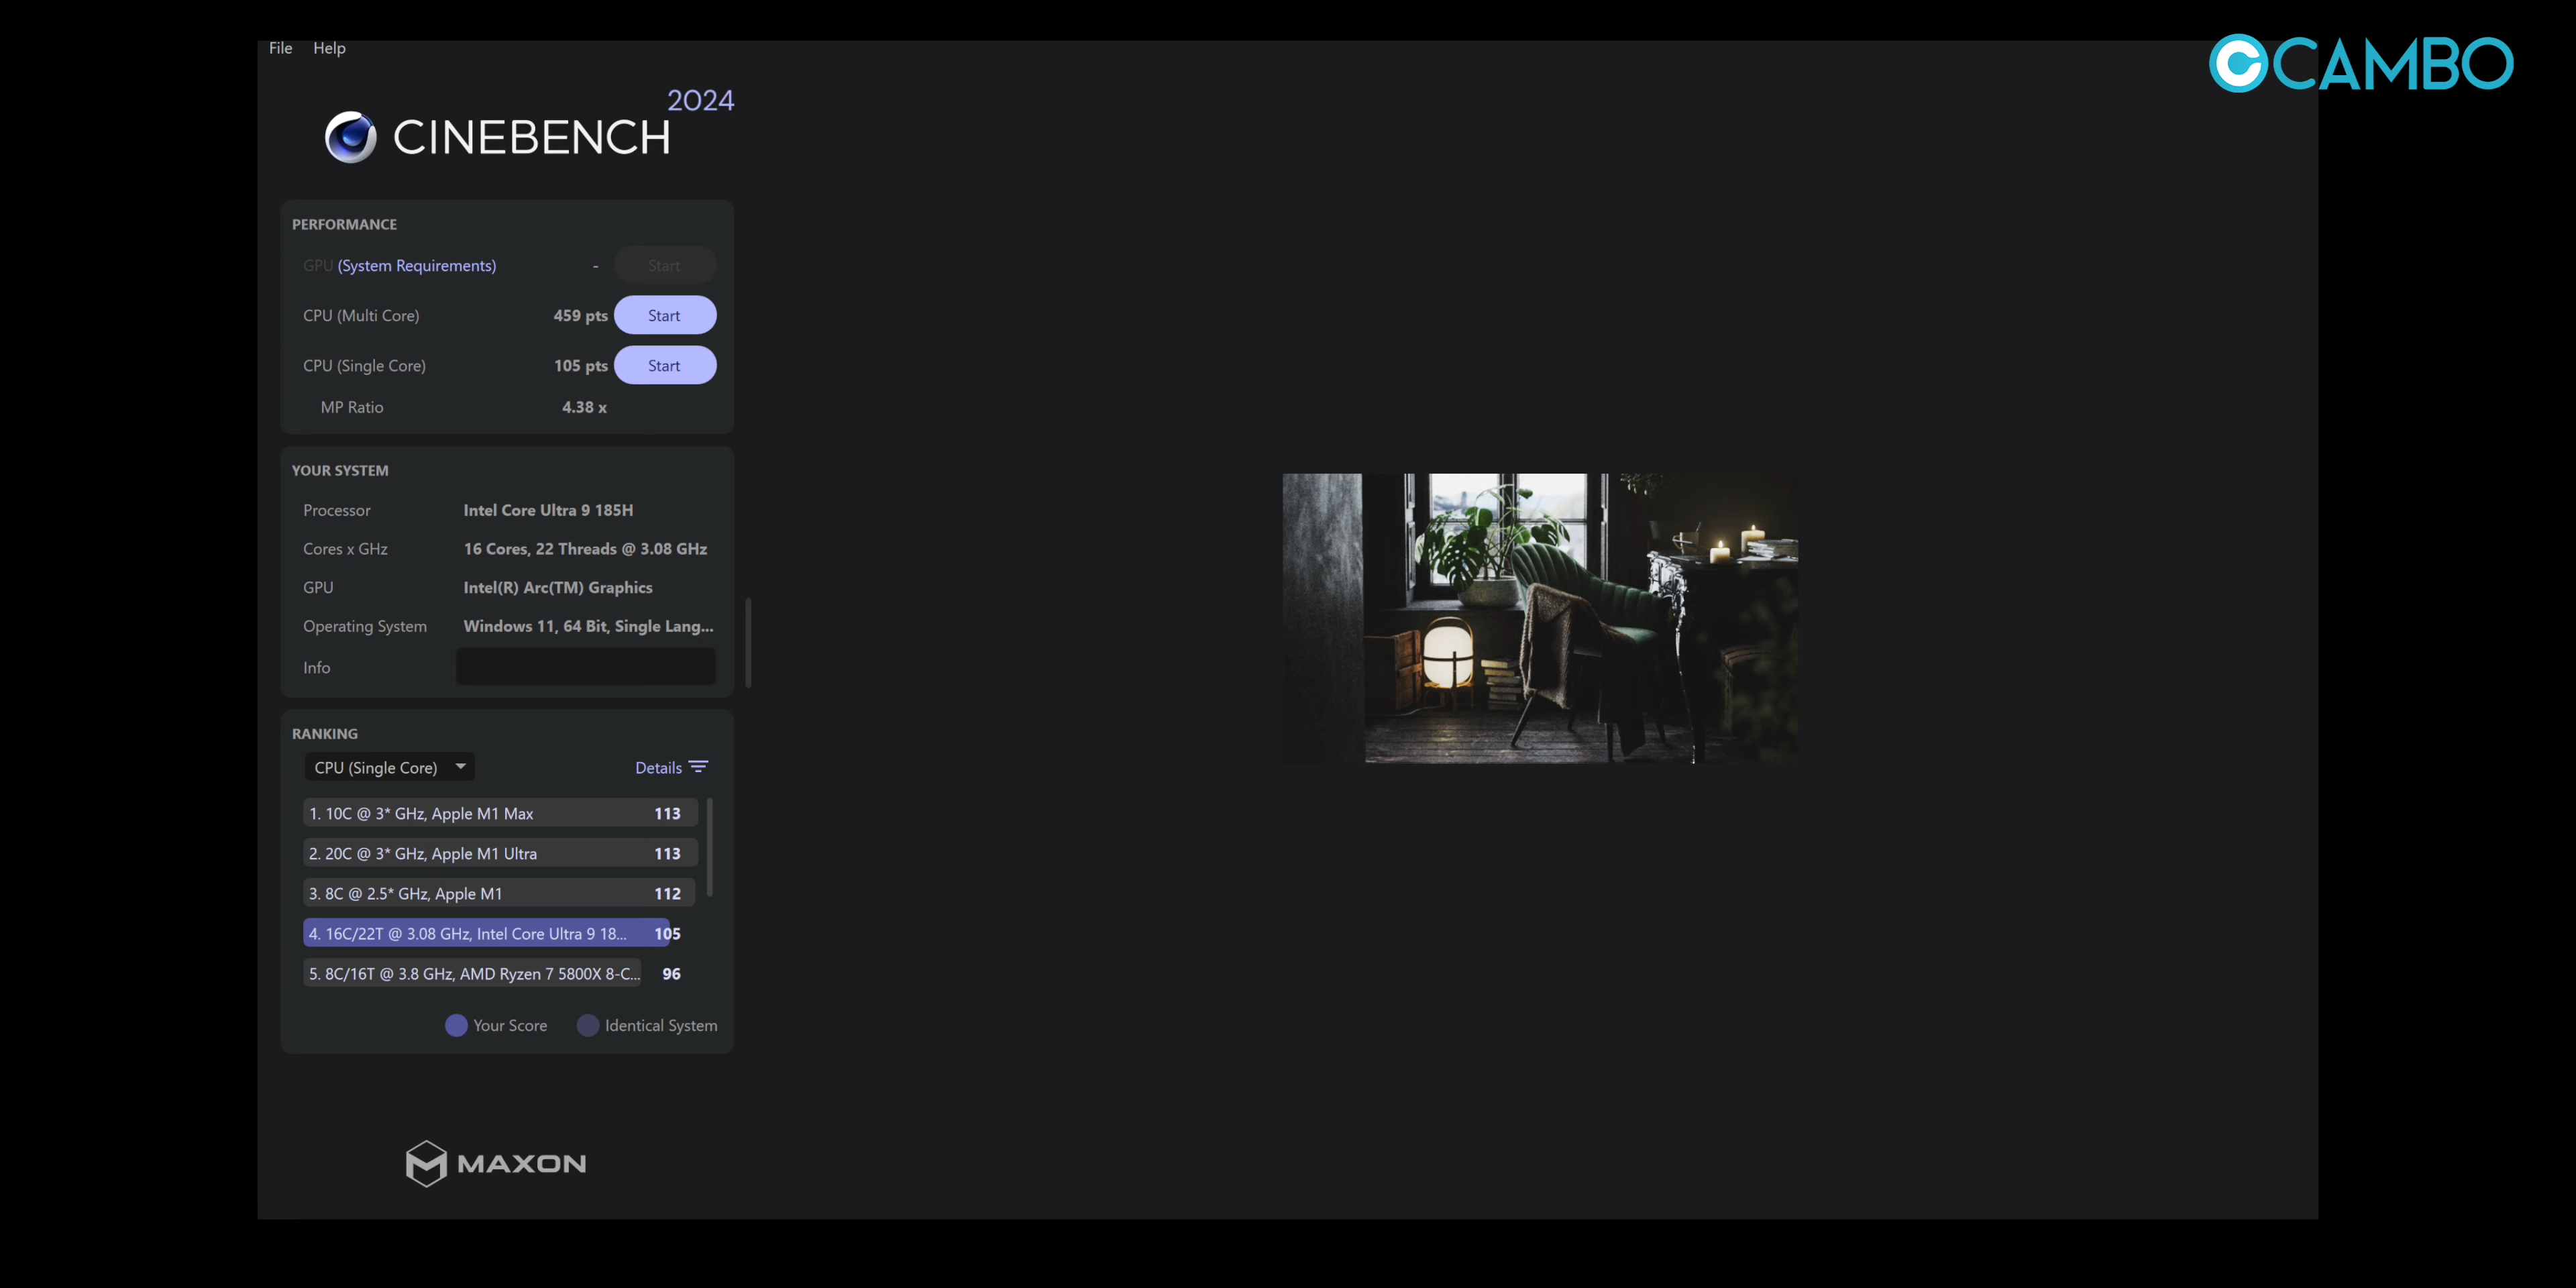 File Help
CAMBO
2024
CINEBENCH
PERFORMANCE
GPU (System Requirements) - Start
CPU (Multi Core) 459 pts Start
CPU (Single Core) 105 pts Start
MP Ratio 4.38 x
YOUR SYSTEM
Processor Intel Core Ultra 9 185H
Cores x GHz 16 Cores, 22 Threads @ 3.08 GHz
GPU Intel(R) Arc(TM) Graphics
Operating System Windows 11, 64 Bit, Single Lang...
Info
RANKING
CPU (Single Core) Details
1. 10C @ 3* GHz, Apple M1 Max 113
2. 20C @ 3* GHz, Apple M1 Ultra 113
3. 8C @ 2.5* GHz, Apple M1 112
4. 16C/22T @ 3.08 GHz, Intel Core Ultra 9 18... 105
5. 8C/16T @ 3.8 GHz, AMD Ryzen 7 5800X 8-C... 96
Your Score Identical System
MAXON